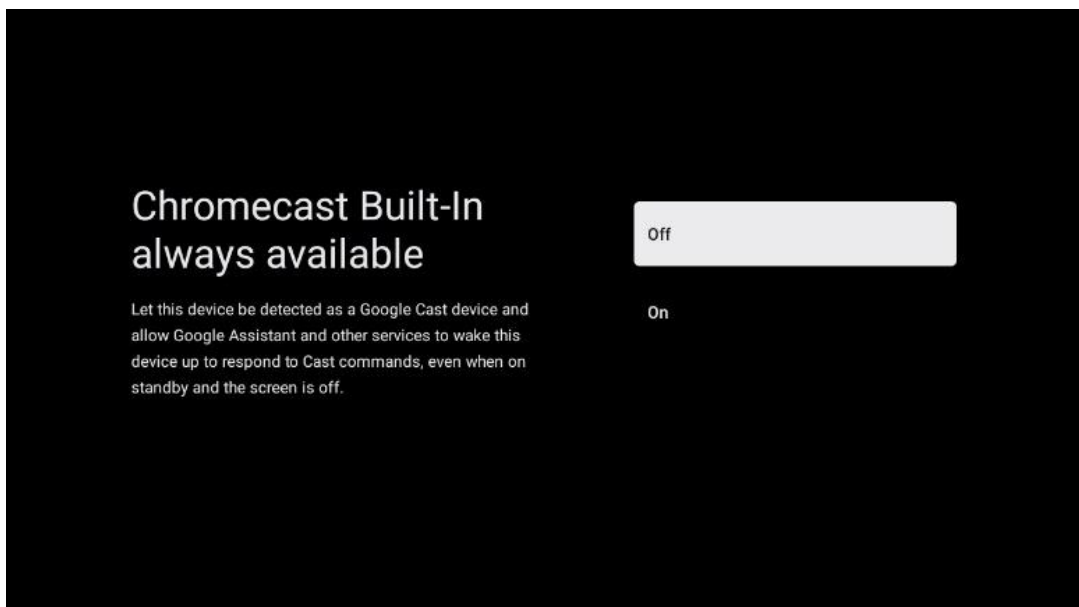 Chromecast Built-In
always available
Let this device be detected as a Google Cast device and
allow Google Assistant and other services to wake this
device up to respond to Cast commands, even when on
standby and the screen is off.
Off
On